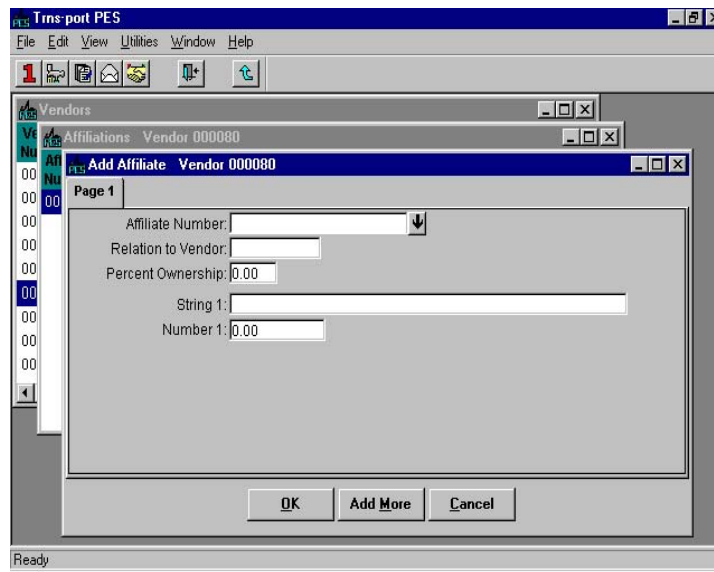 Trns·port PES
File Edit View Utilities Window Help
Vendors
Affiliations Vendor 000080
Add Affiliate Vendor 000080
Page 1
Affiliate Number:
Relation to Vendor:
Percent Ownership: 0.00
String 1:
Number 1: 0.00
OK Add More Cancel
Ready